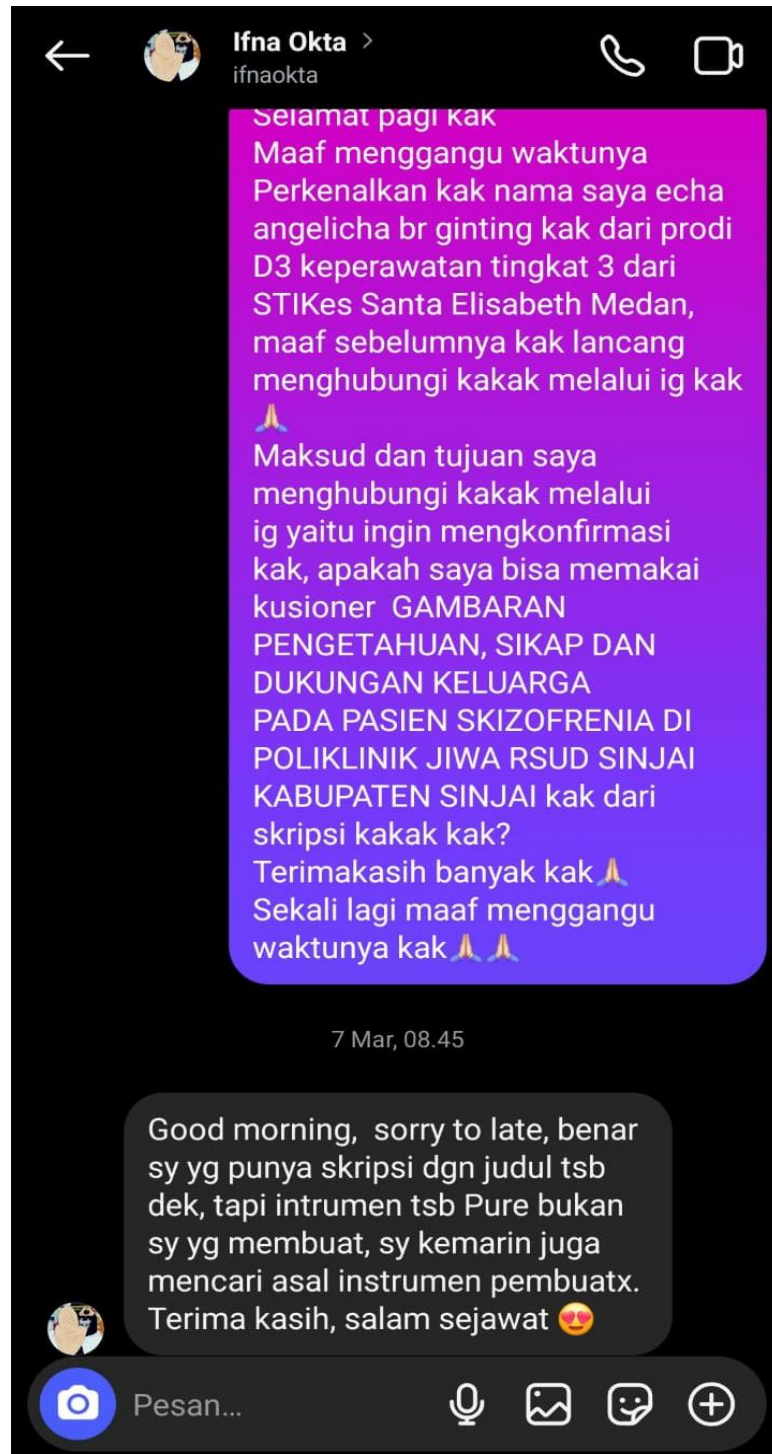 Ifna Okta >
ifnaokta
Selamat pagi kak
Maaf menggangu waktunya
Perkenalkan kak nama saya echa
angelicha br ginting kak dari prodi
D3 keperawatan tingkat 3 dari
STIKes Santa Elisabeth Medan,
maaf sebelumnya kak lancang
menghubungi kakak melalui ig kak
🙏🏻
Maksud dan tujuan saya
menghubungi kakak melalui
ig yaitu ingin mengkonfirmasi
kak, apakah saya bisa memakai
kusioner GAMBARAN
PENGETAHUAN, SIKAP DAN
DUKUNGAN KELUARGA
PADA PASIEN SKIZOFRENIA DI
POLIKLINIK JIWA RSUD SINJAI
KABUPATEN SINJAI kak dari
skripsi kakak kak?
Terimakasih banyak kak🙏🏻
Sekali lagi maaf menggangu
waktunya kak🙏🏻🙏🏻
7 Mar, 08.45
Good morning, sorry to late, benar
sy yg punya skripsi dgn judul tsb
dek, tapi intrumen tsb Pure bukan
sy yg membuat, sy kemarin juga
mencari asal instrumen pembuatx.
Terima kasih, salam sejawat 😍
Pesan...